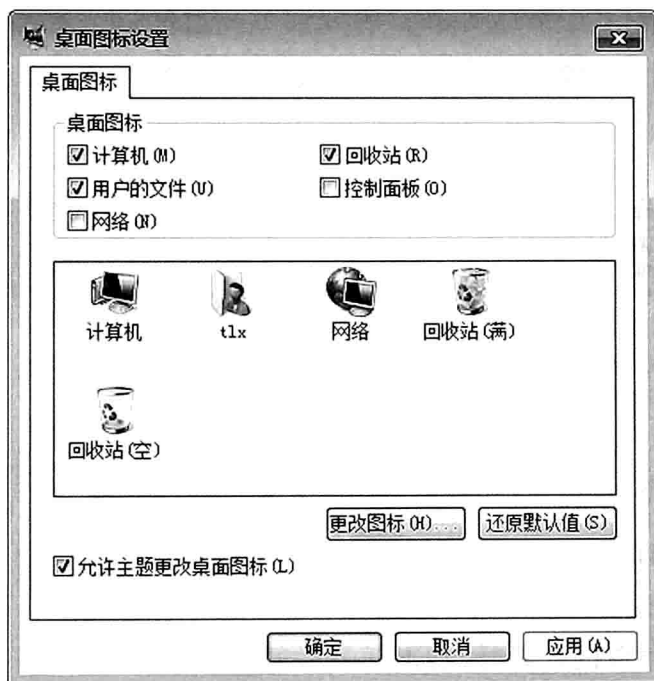 桌面图标设置
桌面图标
桌面图标
计算机(M) 回收站(R)
用户的文件(U) 控制面板(O)
网络(N)
计算机 tlx 网络 回收站(满)
回收站(空)
更改图标(H)... 还原默认值(S)
允许主题更改桌面图标(L)
确定 取消 应用(A)